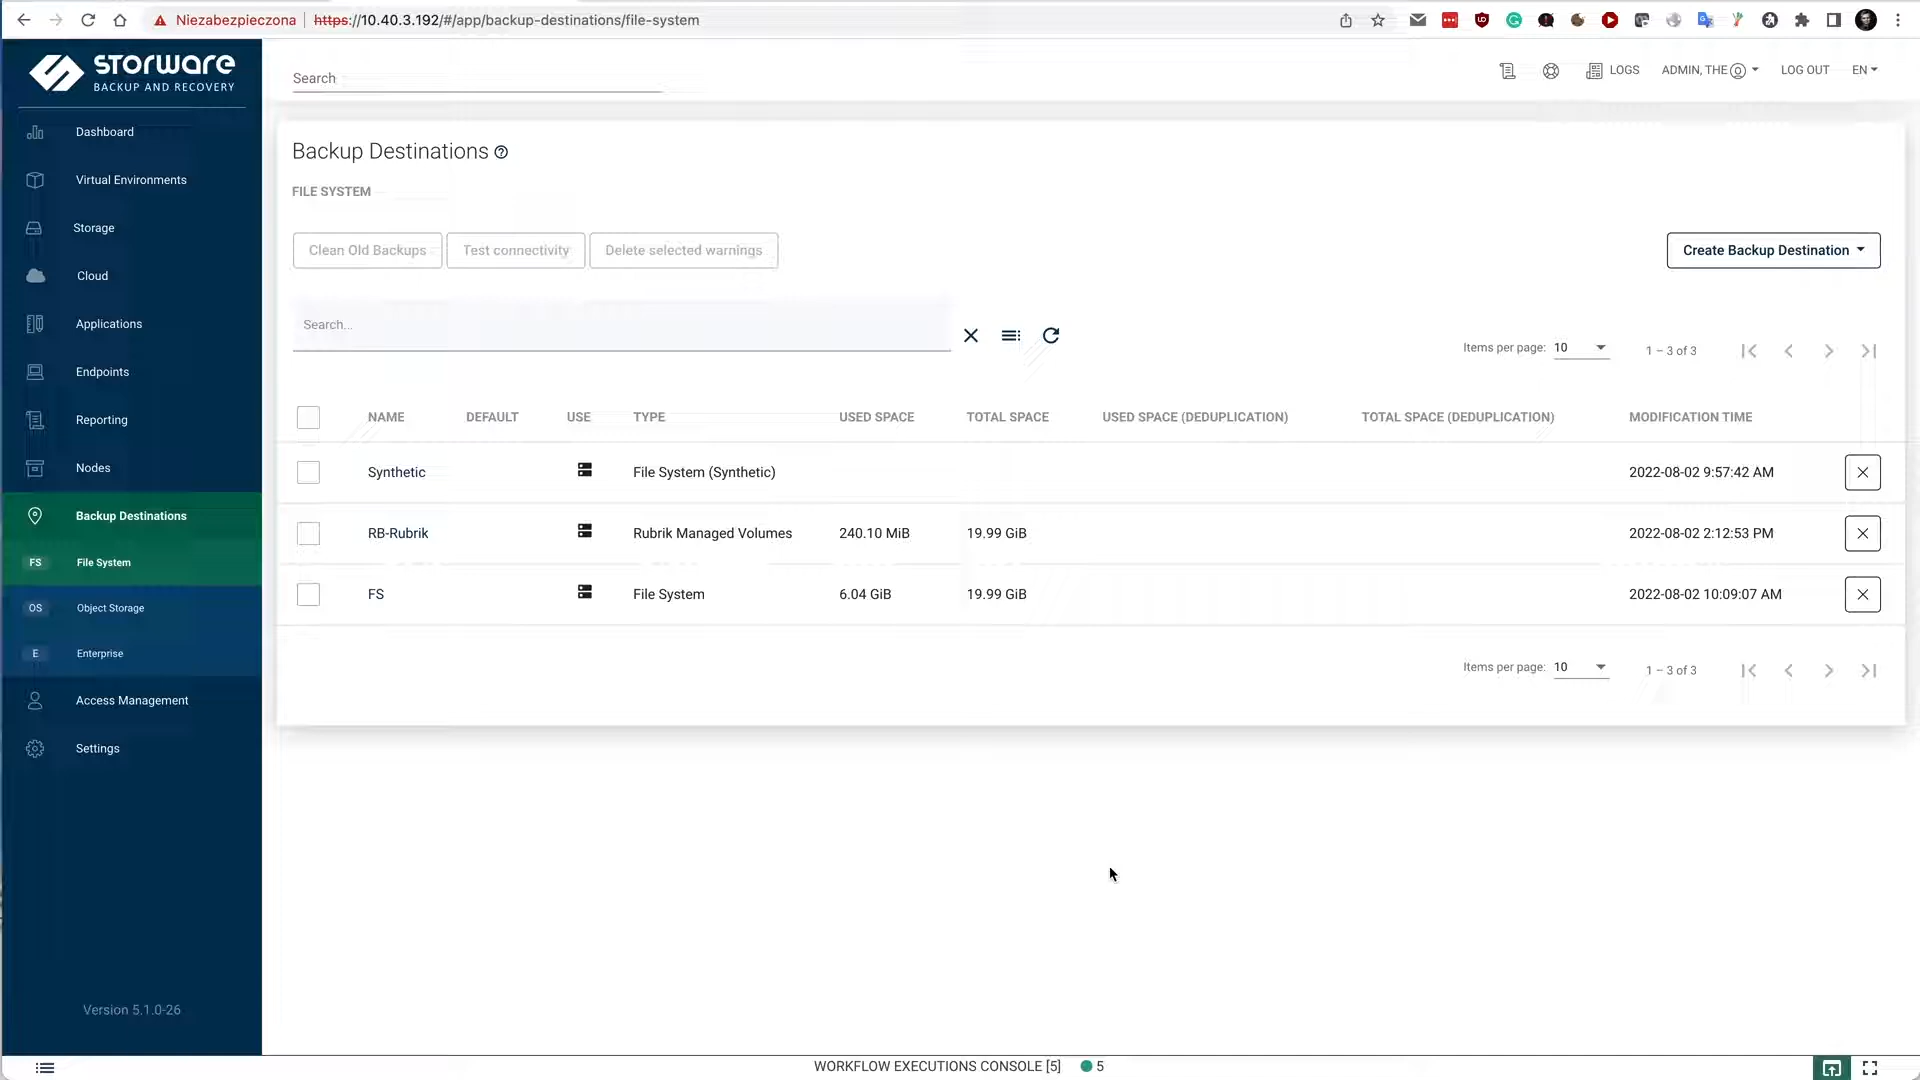 Niezabezpieczona
https://10.40.3.192/#/app/backup-destinations/file-system
STORWARE
BACKUP AND RECOVERY
Search
LOGS
ADMIN, THE
LOG OUT
EN
Dashboard
Virtual Environments
Storage
Cloud
Applications
Endpoints
Reporting
Nodes
Backup Destinations
FS File System
OS Object Storage
E Enterprise
Access Management
Settings
Version 5.1.0-26
Backup Destinations
FILE SYSTEM
Clean Old Backups Test connectivity Delete selected warnings Create Backup Destination
Search...
Items per page: 10 1 – 3 of 3
NAME DEFAULT USE TYPE USED SPACE TOTAL SPACE USED SPACE (DEDUPLICATION) TOTAL SPACE (DEDUPLICATION) MODIFICATION TIME
Synthetic File System (Synthetic) 2022-08-02 9:57:42 AM
RB-Rubrik Rubrik Managed Volumes 240.10 MiB 19.99 GiB 2022-08-02 2:12:53 PM
FS File System 6.04 GiB 19.99 GiB 2022-08-02 10:09:07 AM
Items per page: 10 1 – 3 of 3
WORKFLOW EXECUTIONS CONSOLE [5] 5